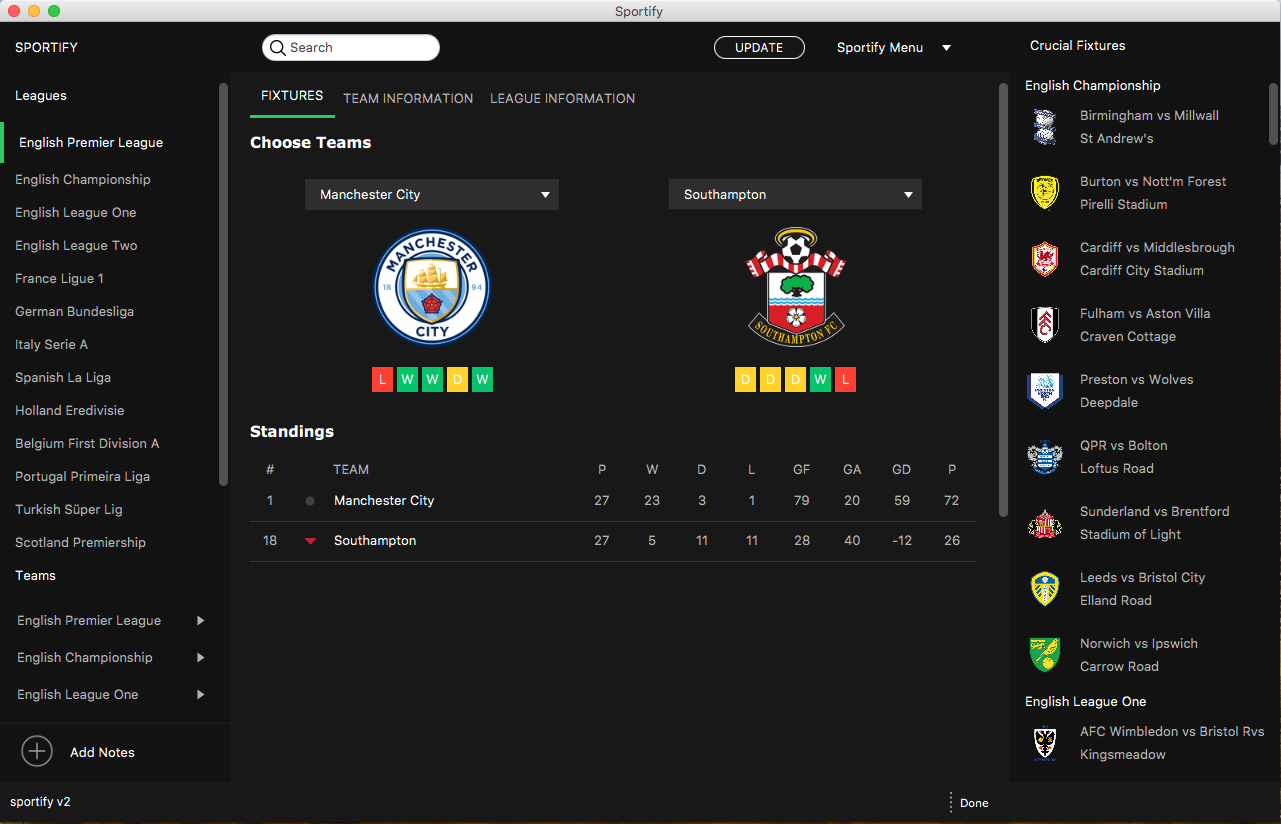 Sportify
SPORTIFY
Search
UPDATE
Sportify Menu
Crucial Fixtures
Leagues
English Premier League
English Championship
English League One
English League Two
France Ligue 1
German Bundesliga
Italy Serie A
Spanish La Liga
Holland Eredivisie
Belgium First Division A
Portugal Primeira Liga
Turkish Süper Lig
Scotland Premiership
Teams
English Premier League
English Championship
English League One
Add Notes
FIXTURES TEAM INFORMATION LEAGUE INFORMATION
Choose Teams
Manchester City
Southampton
MANCHESTER
18 94
CITY
SOUTHAMPTON FC
L W W D W
D D D W L
Standings
# TEAM P W D L GF GA GD P
1 Manchester City 27 23 3 1 79 20 59 72
18 Southampton 27 5 11 11 28 40 -12 26
English Championship
Birmingham vs Millwall
St Andrew's
Burton vs Nott'm Forest
Pirelli Stadium
Cardiff vs Middlesbrough
Cardiff City Stadium
Fulham vs Aston Villa
Craven Cottage
Preston vs Wolves
Deepdale
QPR vs Bolton
Loftus Road
Sunderland vs Brentford
Stadium of Light
Leeds vs Bristol City
Elland Road
Norwich vs Ipswich
Carrow Road
English League One
AFC Wimbledon vs Bristol Rvs
Kingsmeadow
sportify v2
Done